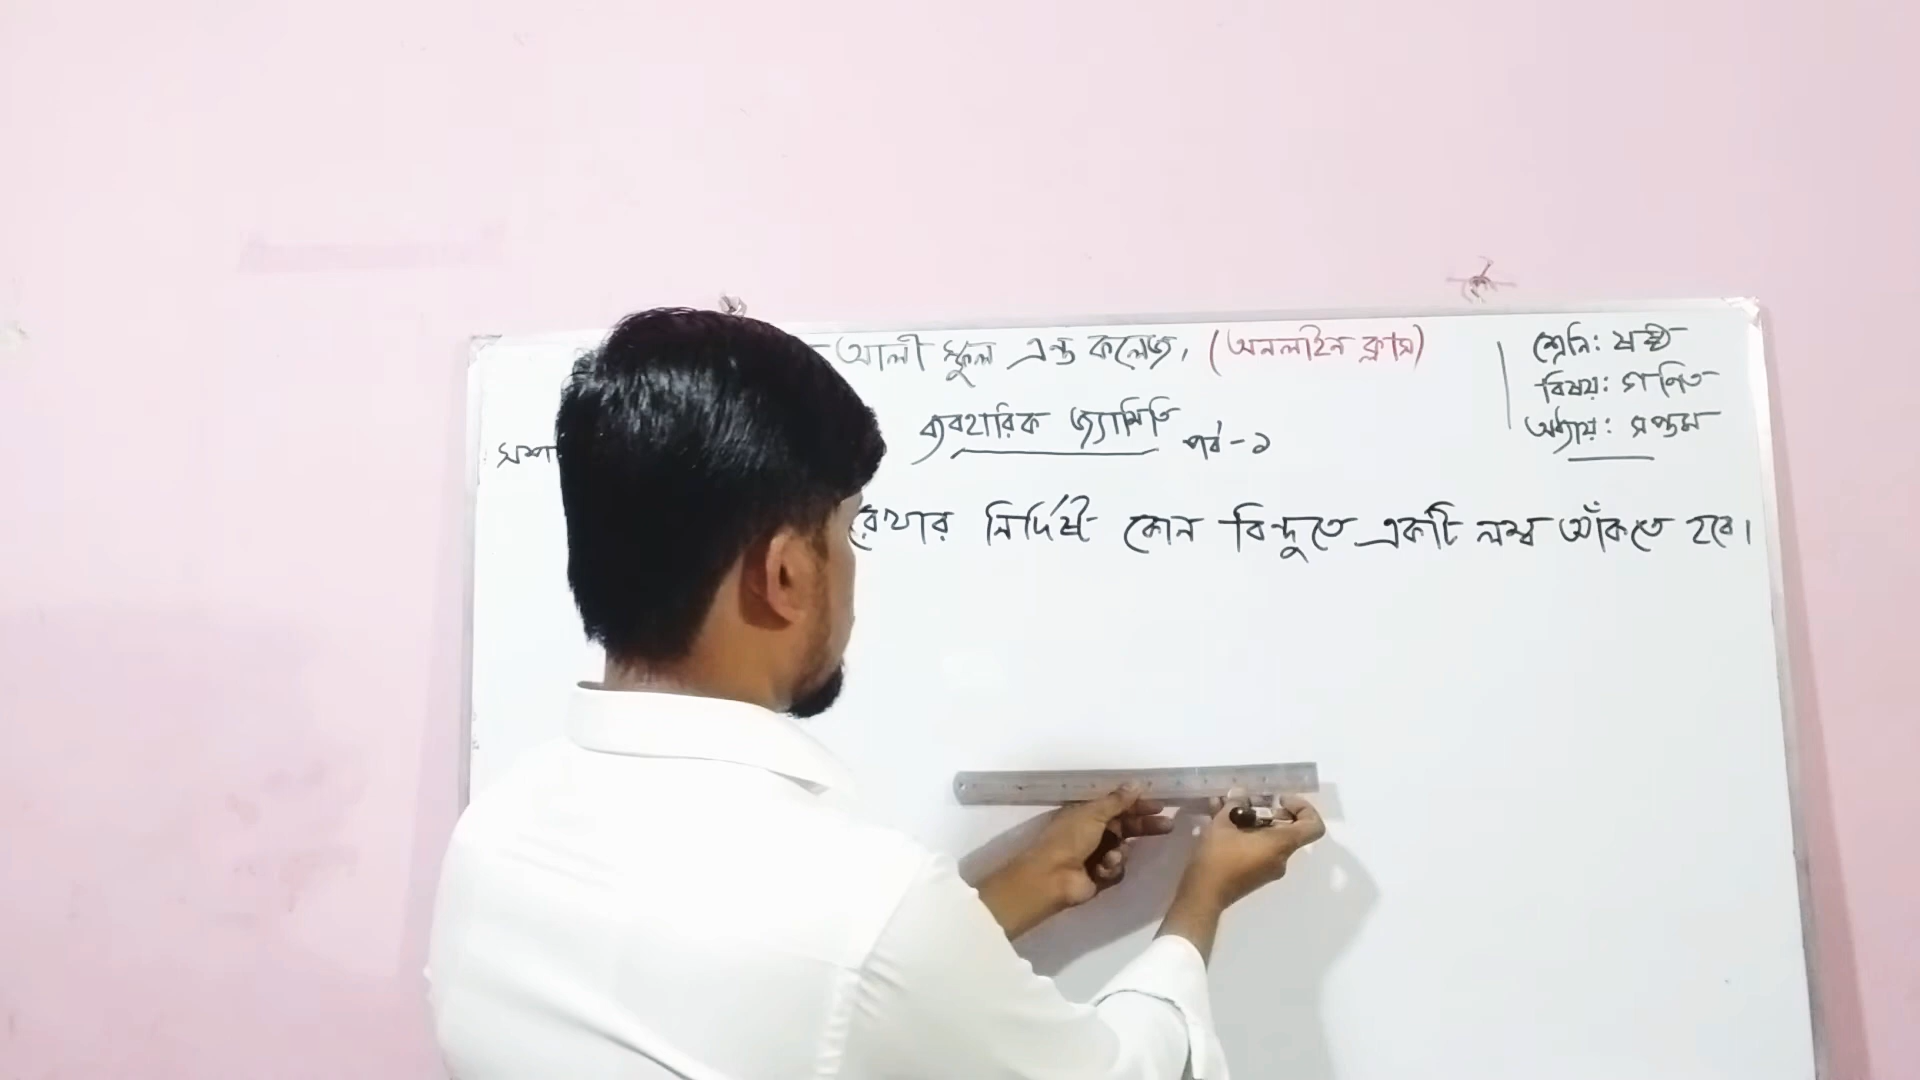 আলী স্কুল এন্ড কলেজ, (অনলাইন ক্লাস)
শ্রেনি: ষষ্ঠ
বিষয়: গণিত
অধ্যায়: সপ্তম
ব্যবহারিক জ্যামিতি পর্ব - ১
রেখার নির্দিষ্ট কোন বিন্দুতে একটি লম্ব আঁকতে হবে।